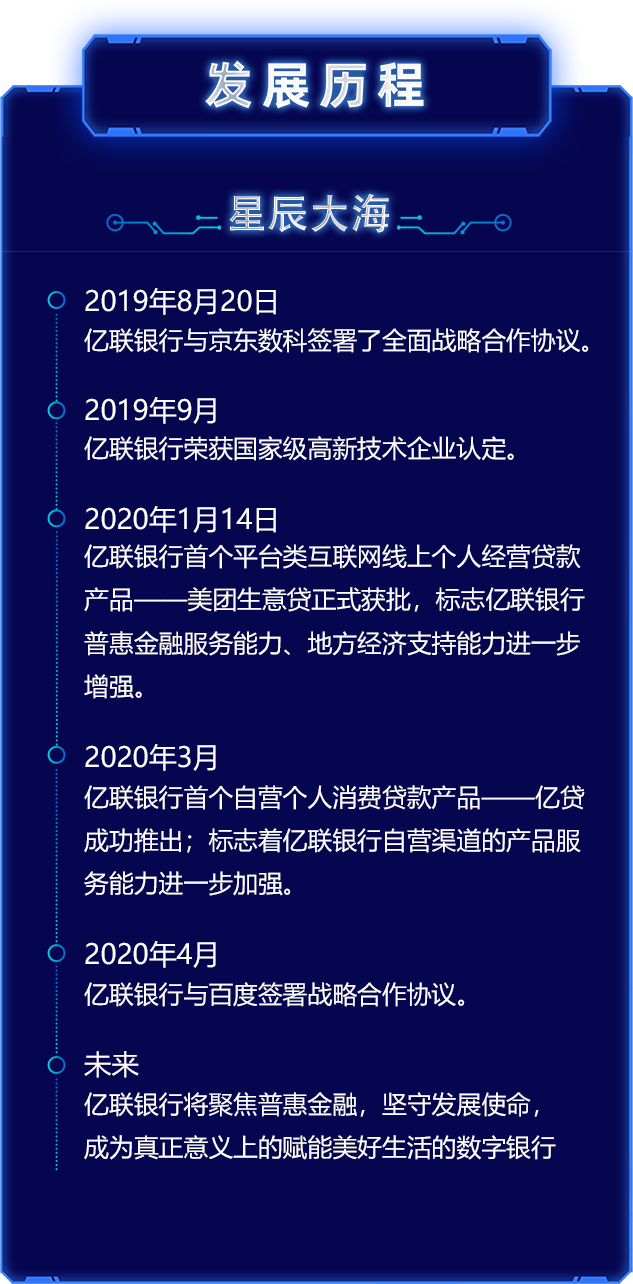 发展历程
星辰大海
2019年8月20日
亿联银行与京东数科签署了全面战略合作协议。
2019年9月
亿联银行荣获国家级高新技术企业认定。
2020年1月14日
亿联银行首个平台类互联网线上个人经营贷款
产品——美团生意贷正式获批，标志亿联银行
普惠金融服务能力、地方经济支持能力进一步
增强。
2020年3月
亿联银行首个自营个人消费贷款产品——亿贷
成功推出；标志着亿联银行自营渠道的产品服
务能力进一步加强。
2020年4月
亿联银行与百度签署战略合作协议。
未来
亿联银行将聚焦普惠金融，坚守发展使命，
成为真正意义上的赋能美好生活的数字银行